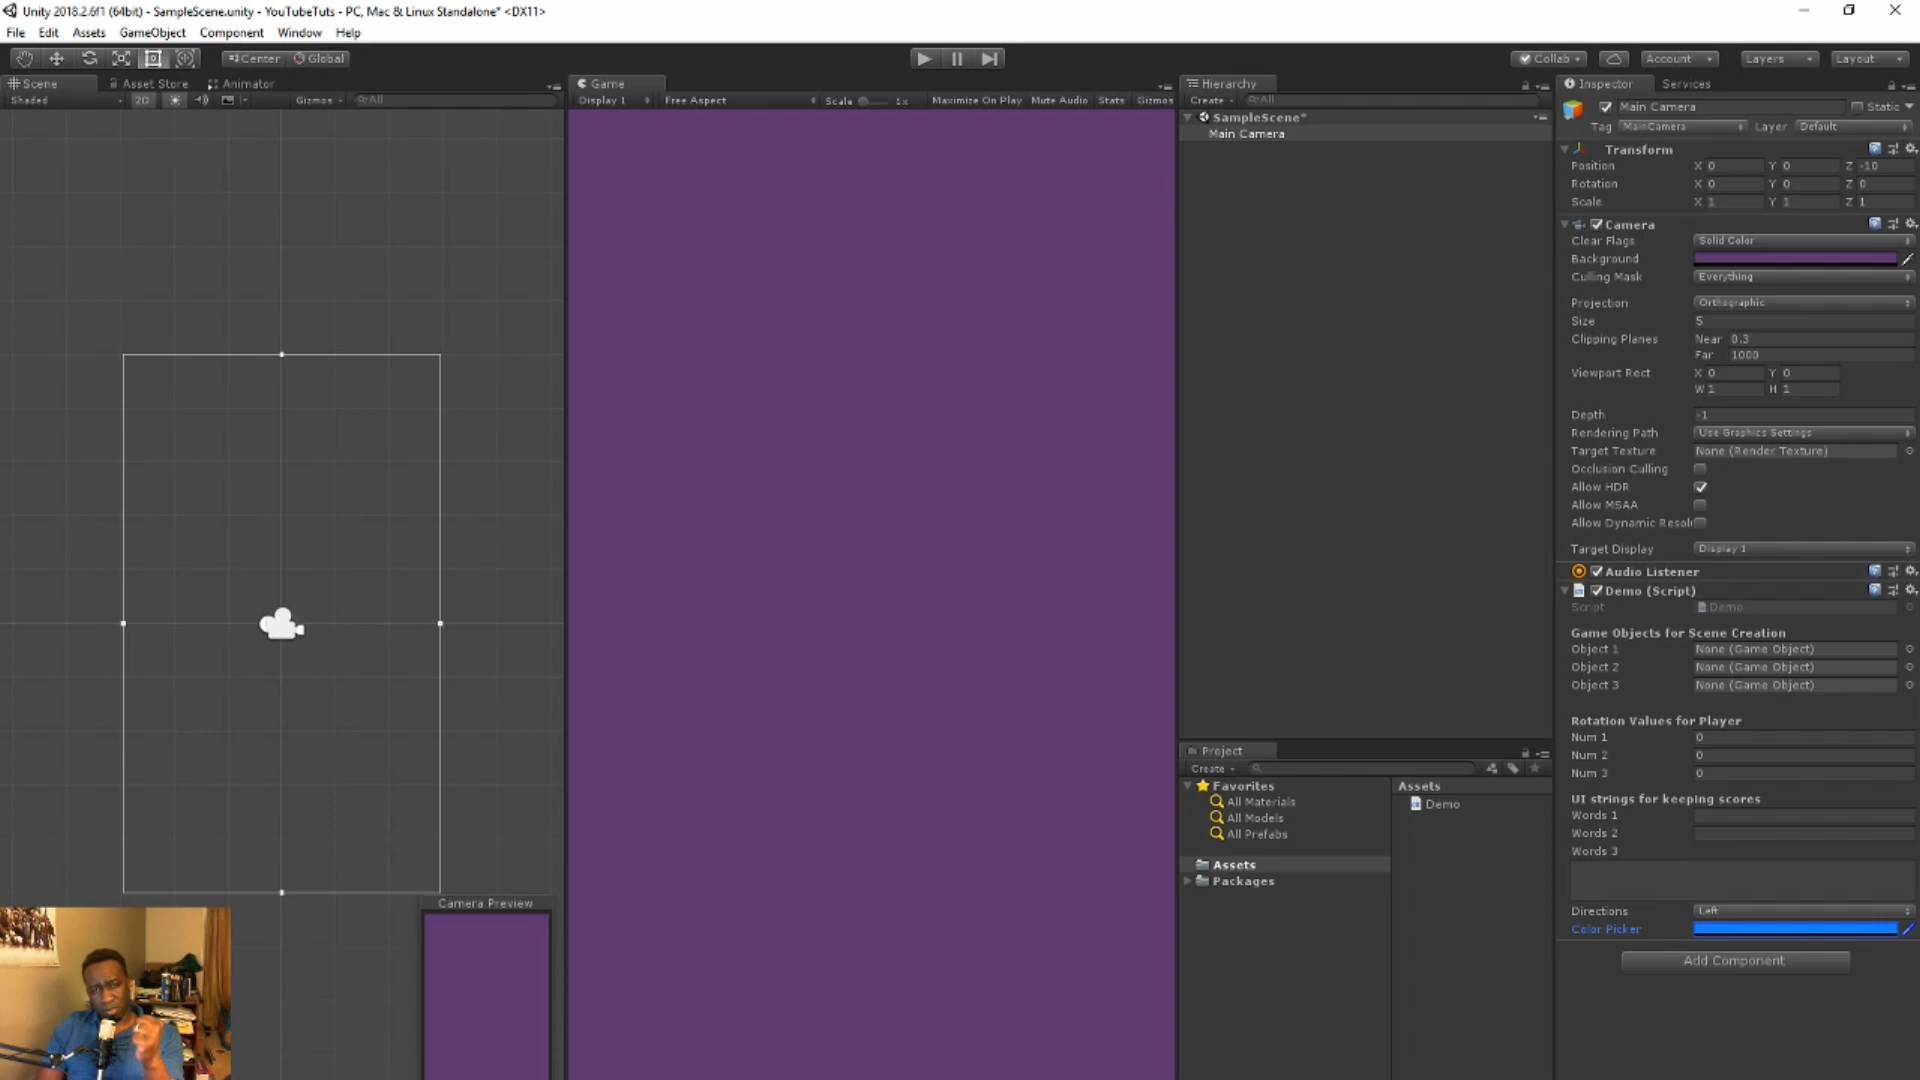 Unity 2018.2.6f1 (64bit) - SampleScene.unity - YouTubeTuts - PC, Mac & Linux Standalone* <DX11>
File Edit Assets GameObject Component Window Help
Center Global
Collab Account Layers Layout
Scene Asset Store Animator
Shaded 2D Gizmos All
Game
Display 1 Free Aspect Scale 1x Maximize On Play Mute Audio Stats Gizmos
Hierarchy
Create All
SampleScene*
Main Camera
Inspector Services
Main Camera Static
Tag MainCamera Layer Default
Transform
Position X 0 Y 0 Z -10
Rotation X 0 Y 0 Z 0
Scale X 1 Y 1 Z 1
Camera
Clear Flags Solid Color
Background
Culling Mask Everything
Projection Orthographic
Size 5
Clipping Planes Near 0.3
Far 1000
Viewport Rect X 0 Y 0
W 1 H 1
Depth -1
Rendering Path Use Graphics Settings
Target Texture None (Render Texture)
Occlusion Culling
Allow HDR
Allow MSAA
Allow Dynamic Resol
Target Display Display 1
Audio Listener
Demo (Script)
Script Demo
Game Objects for Scene Creation
Object 1 None (Game Object)
Object 2 None (Game Object)
Object 3 None (Game Object)
Rotation Values for Player
Num 1 0
Num 2 0
Num 3 0
UI strings for keeping scores
Words 1
Words 2
Words 3
Directions Left
Color Picker
Add Component
Project
Create
Favorites
All Materials
All Models
All Prefabs
Assets
Packages
Assets
Demo
Camera Preview